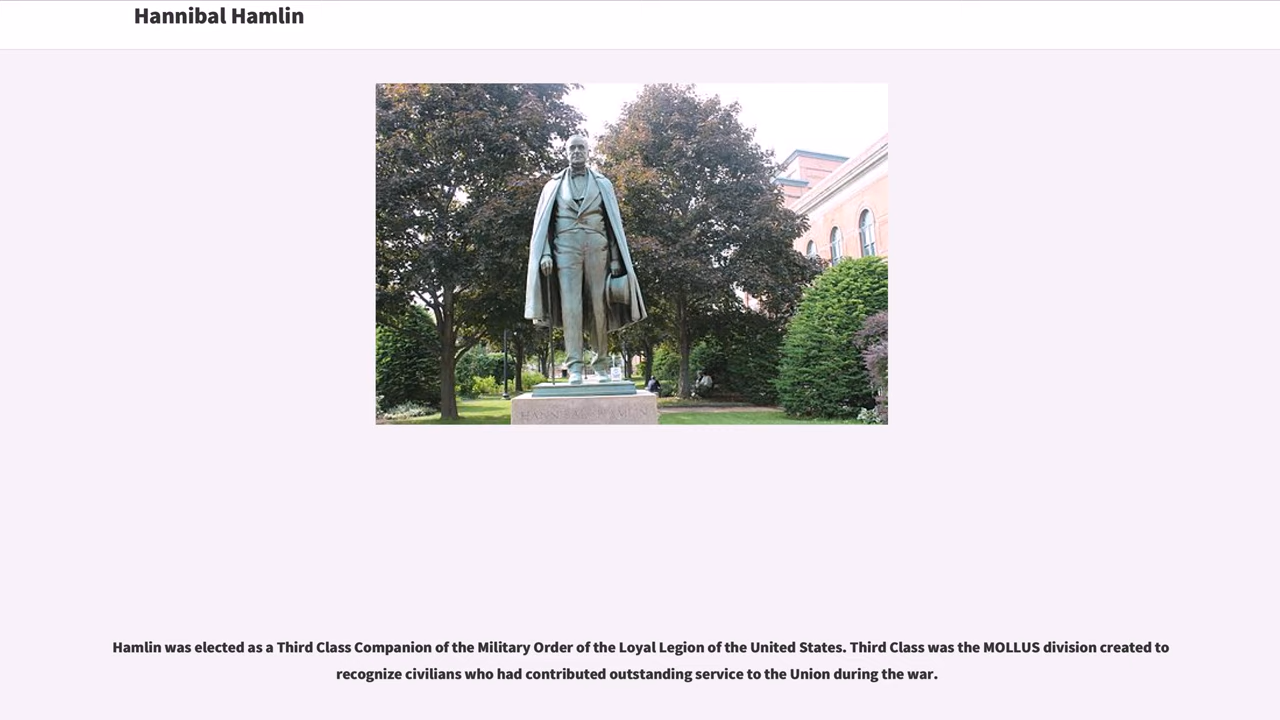 Hannibal Hamlin
HANNIBAL HAMLIN
Hamlin was elected as a Third Class Companion of the Military Order of the Loyal Legion of the United States. Third Class was the MOLLUS division created to
recognize civilians who had contributed outstanding service to the Union during the war.